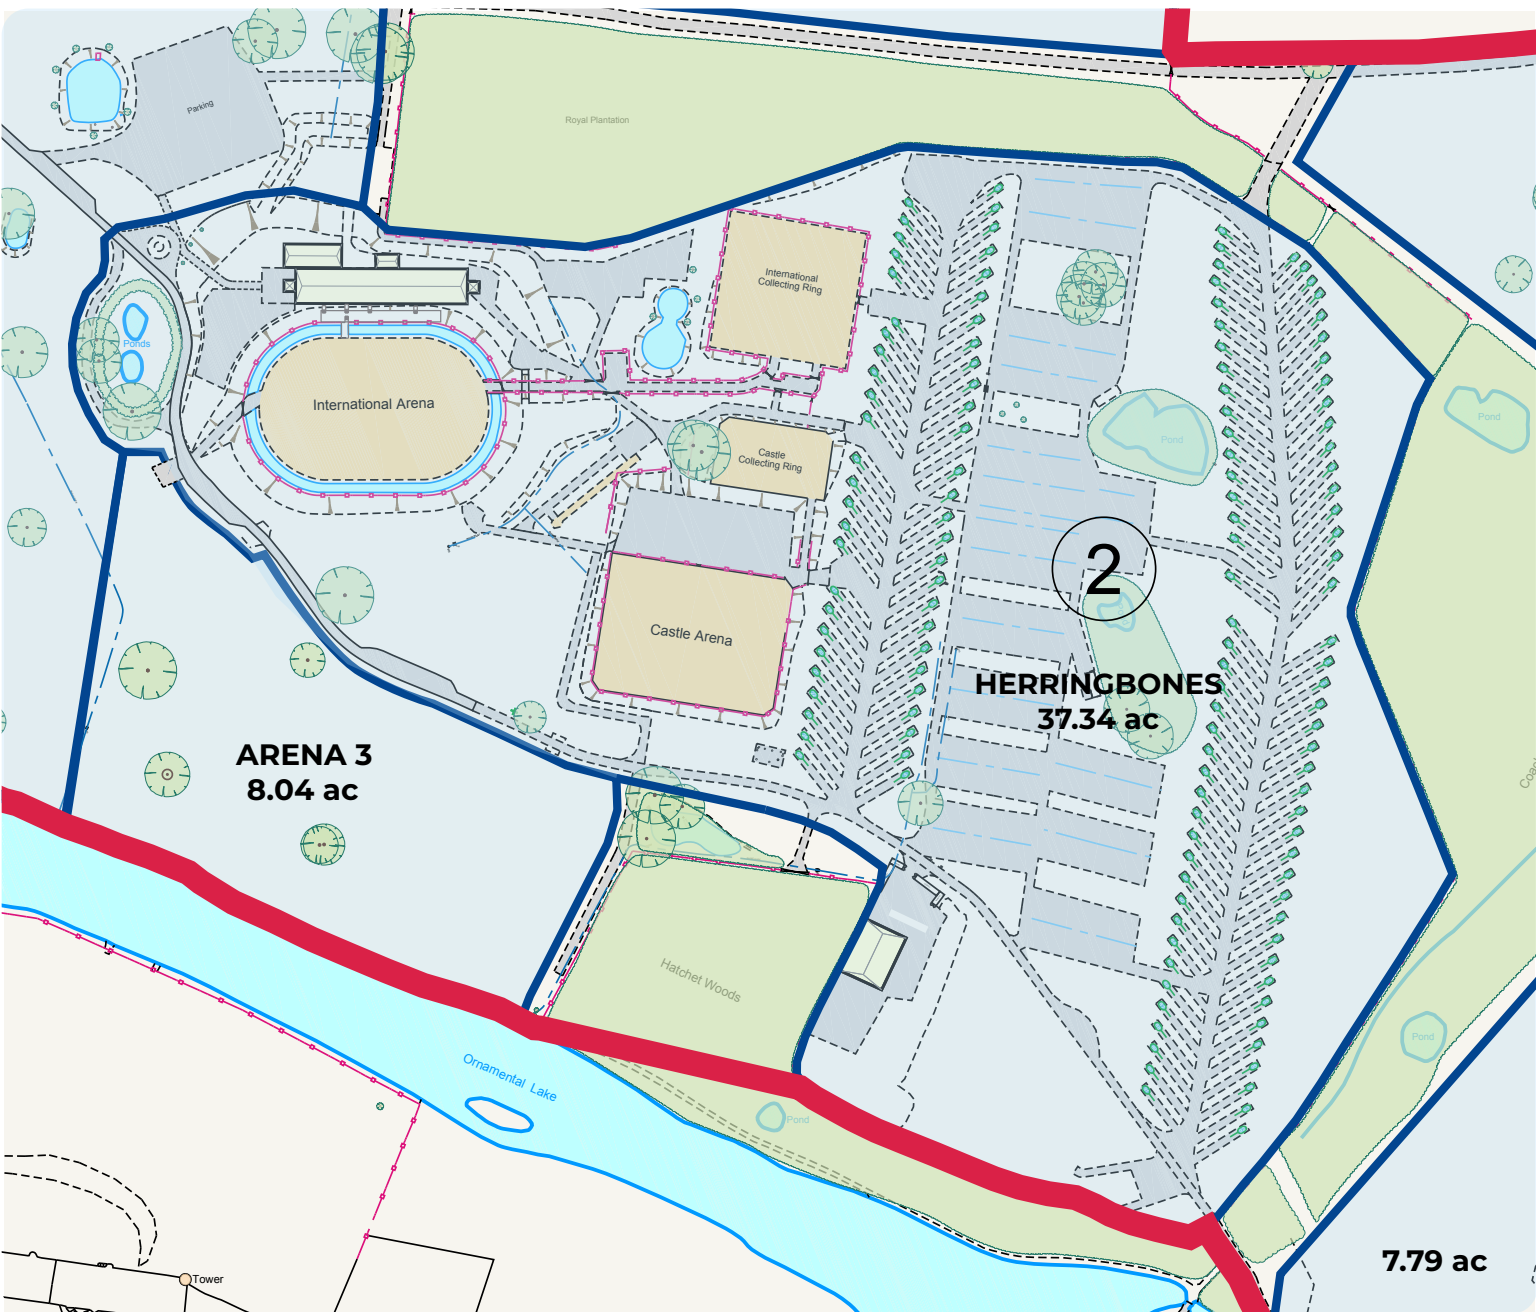 Parking
Royal Plantation
International
Collecting Ring
Ponds
International Arena
Castle
Collecting Ring
Pond
Pond
2
Castle Arena
HERRINGBONES
37.34 ac
ARENA 3
8.04 ac
Hatchet Woods
Pond
Ornamental Lake
Pond
7.79 ac
Tower